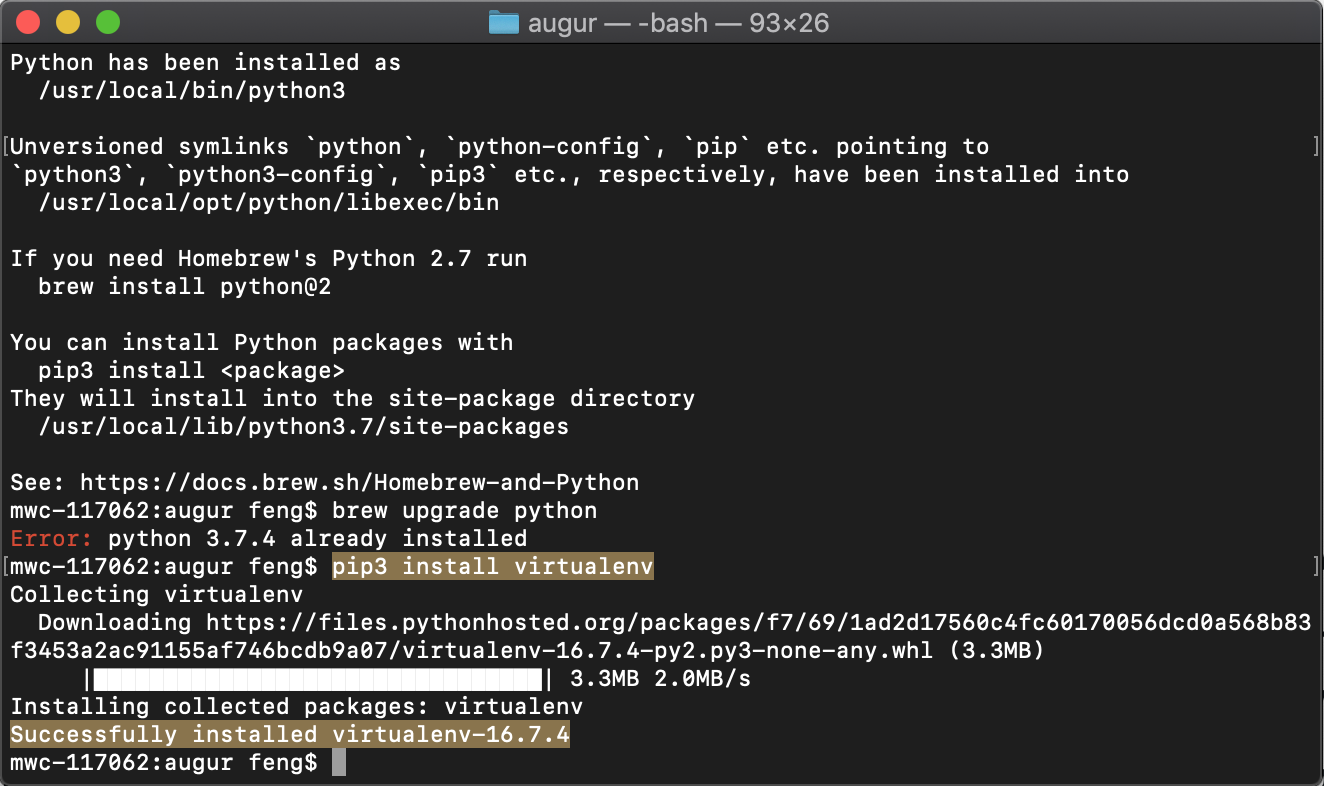 augur — -bash — 93×26
Python has been installed as
  /usr/local/bin/python3
[Unversioned symlinks `python`, `python-config`, `pip` etc. pointing to ]
`python3`, `python3-config`, `pip3` etc., respectively, have been installed into
  /usr/local/opt/python/libexec/bin
If you need Homebrew's Python 2.7 run
  brew install python@2
You can install Python packages with
  pip3 install <package>
They will install into the site-package directory
  /usr/local/lib/python3.7/site-packages
See: https://docs.brew.sh/Homebrew-and-Python
mwc-117062:augur feng$ brew upgrade python
Error: python 3.7.4 already installed
[mwc-117062:augur feng$ pip3 install virtualenv ]
Collecting virtualenv
  Downloading https://files.pythonhosted.org/packages/f7/69/1ad2d17560c4fc60170056dcd0a568b83
f3453a2ac91155af746bcdb9a07/virtualenv-16.7.4-py2.py3-none-any.whl (3.3MB)
     |████████████████████████████████| 3.3MB 2.0MB/s
Installing collected packages: virtualenv
Successfully installed virtualenv-16.7.4
mwc-117062:augur feng$